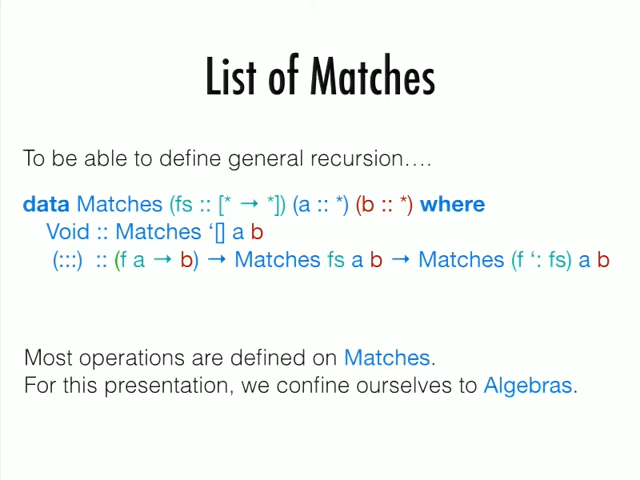 List of Matches
To be able to define general recursion….
data Matches (fs :: [* → *]) (a :: *) (b :: *) where
Void :: Matches ‘[] a b
(:::) :: (f a → b) → Matches fs a b → Matches (f ‘: fs) a b
Most operations are defined on Matches.
For this presentation, we confine ourselves to Algebras.